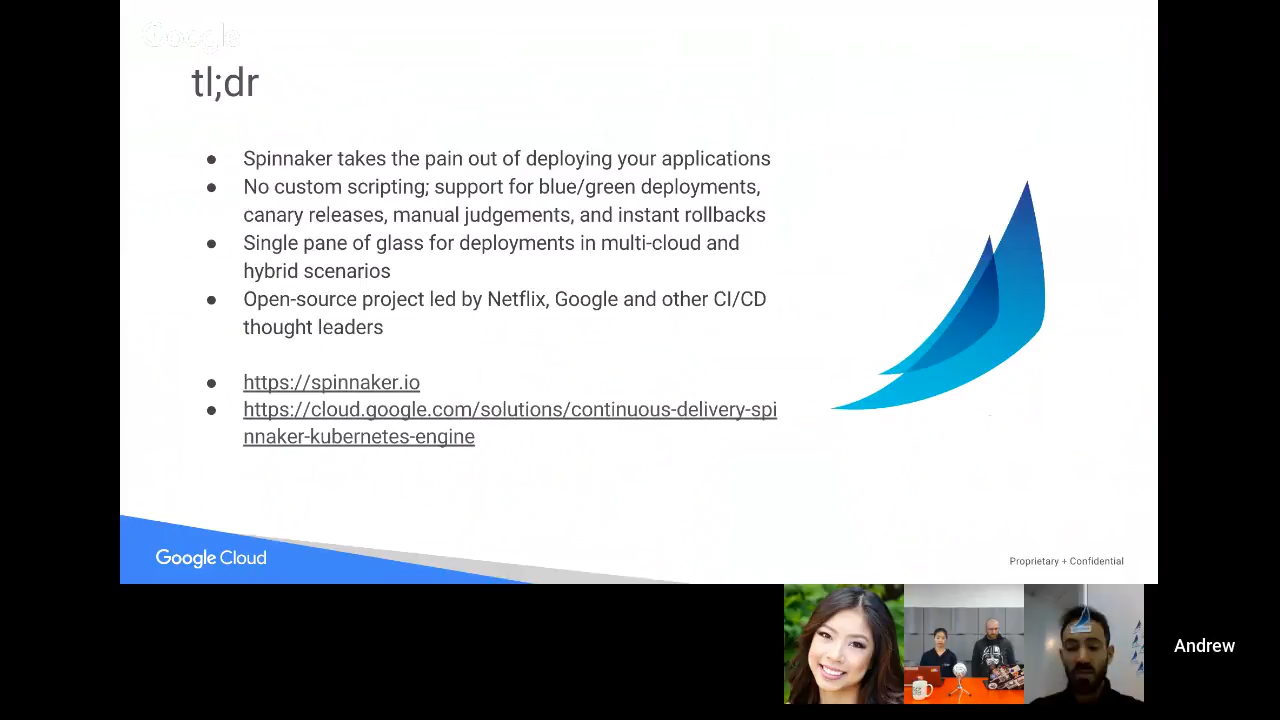 Google
tl;dr
● Spinnaker takes the pain out of deploying your applications
● No custom scripting; support for blue/green deployments,
canary releases, manual judgements, and instant rollbacks
● Single pane of glass for deployments in multi-cloud and
hybrid scenarios
● Open-source project led by Netflix, Google and other CI/CD
thought leaders
● https://spinnaker.io
● https://cloud.google.com/solutions/continuous-delivery-spi
nnaker-kubernetes-engine
Google Cloud
Proprietary + Confidential
Andrew